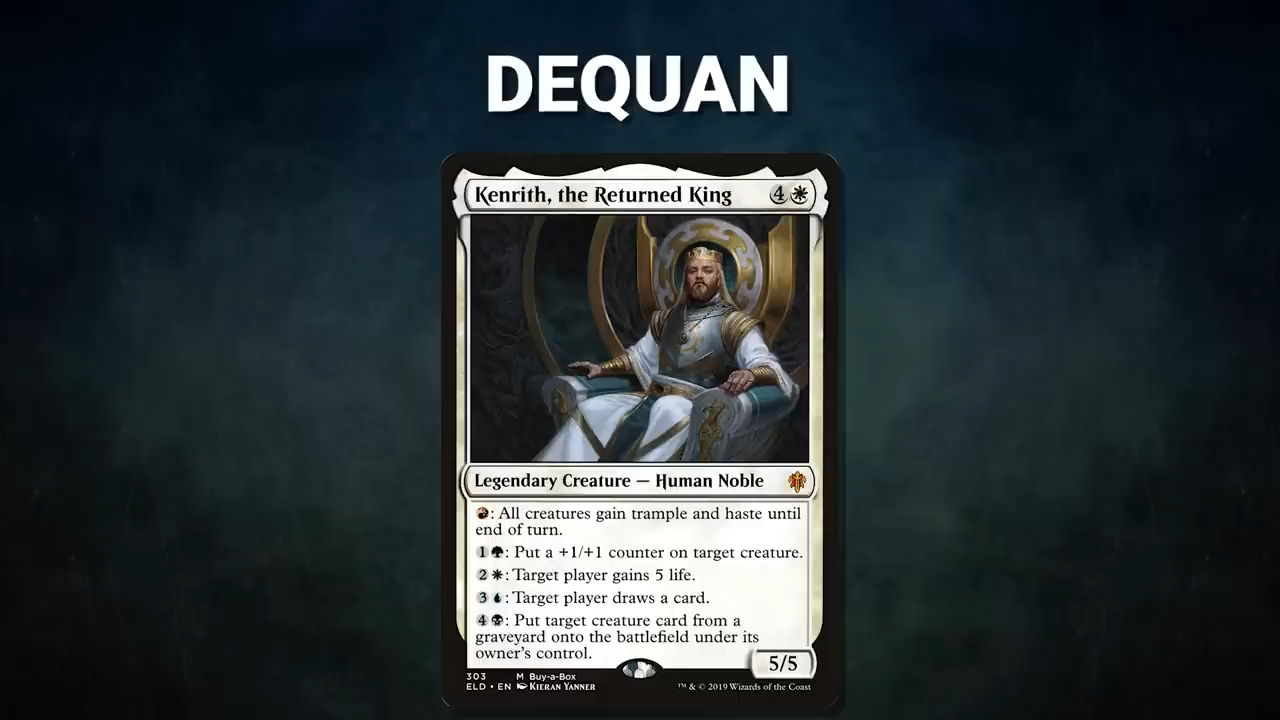 DEQUAN
Kenrith, the Returned King 4
Legendary Creature — Human Noble
: All creatures gain trample and haste until
end of turn.
1 : Put a +1/+1 counter on target creature.
2 : Target player gains 5 life.
3 : Target player draws a card.
4 : Put target creature card from a
graveyard onto the battlefield under its
owner's control.
5/5
303 M Buy-a-Box
ELD • EN KIERAN YANNER
™ & © 2019 Wizards of the Coast